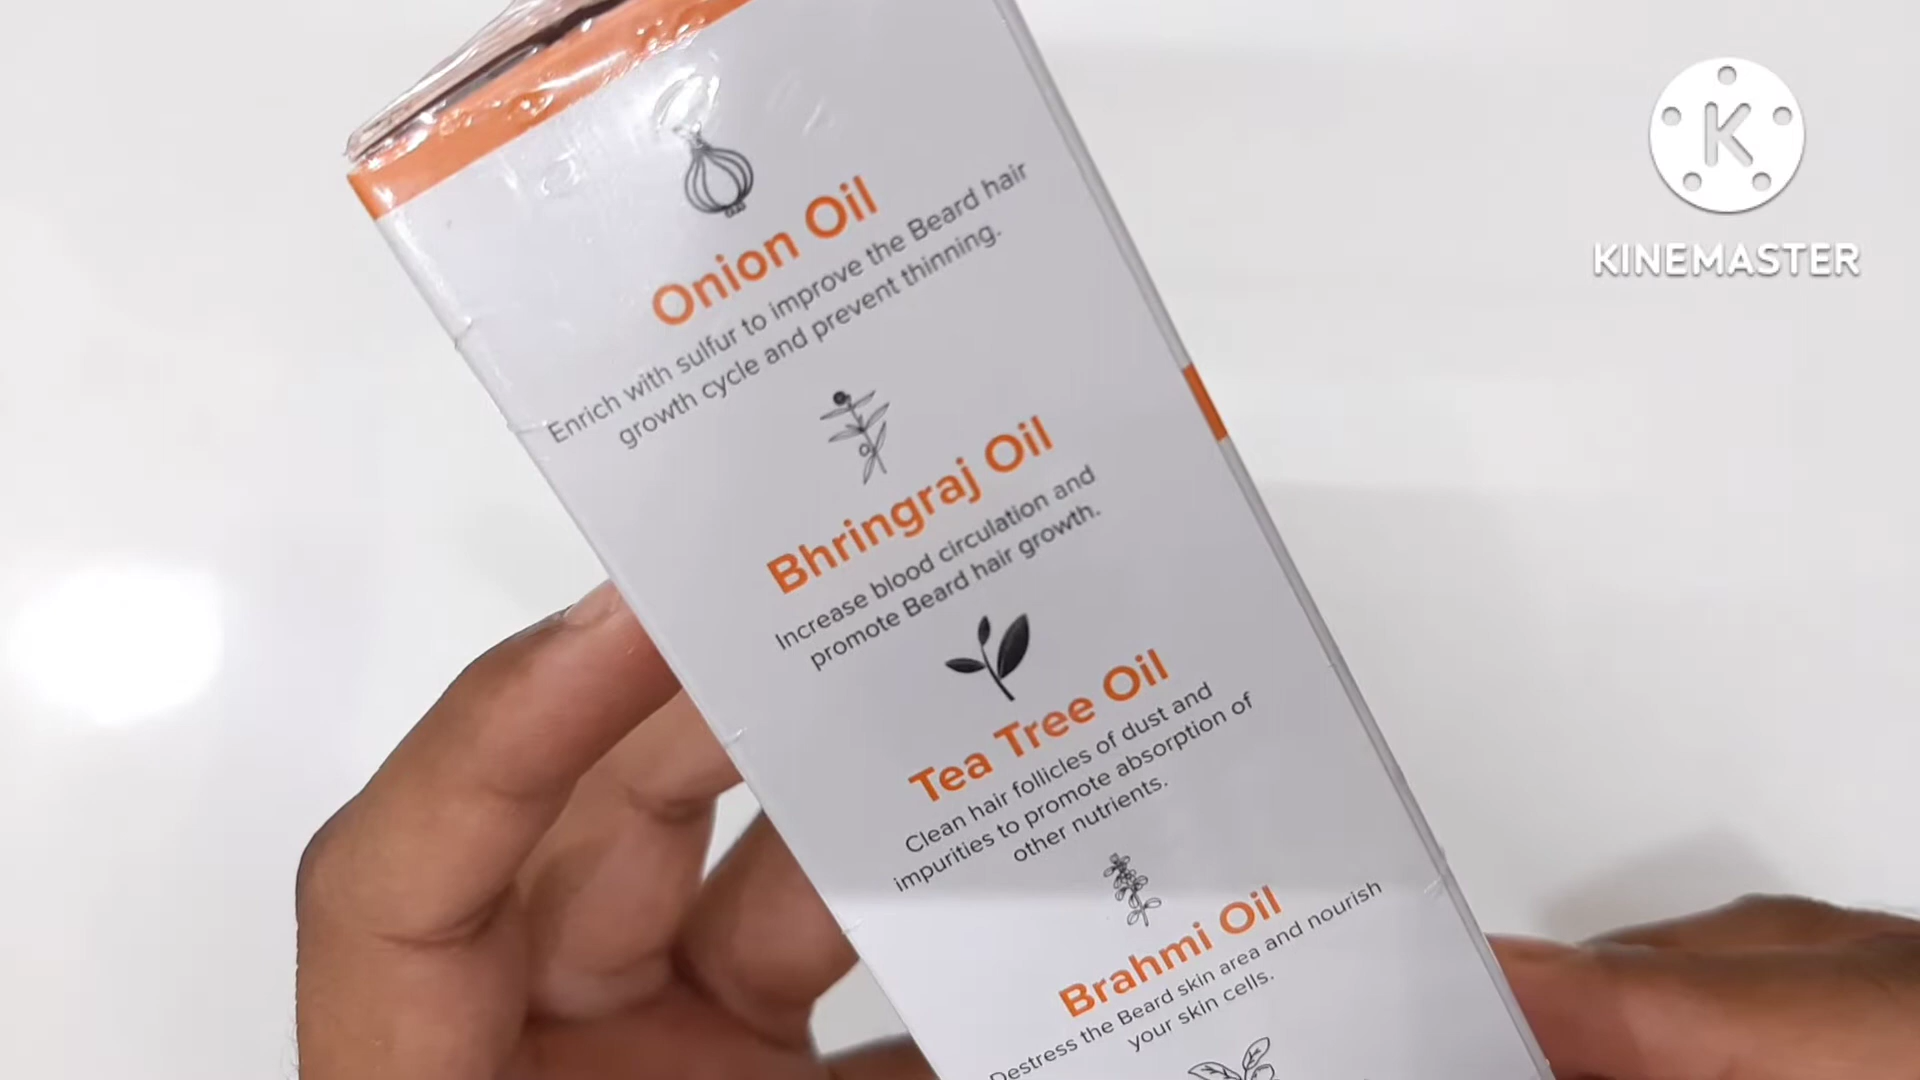 Onion Oil
Enrich with sulfur to improve the Beard hair
growth cycle and prevent thinning.
Bhringraj Oil
Increase blood circulation and
promote Beard hair growth.
Tea Tree Oil
Clean hair follicles of dust and
impurities to promote absorption of
other nutrients.
Brahmi Oil
Destress the Beard skin area and nourish
your skin cells.
K
KINEMASTER